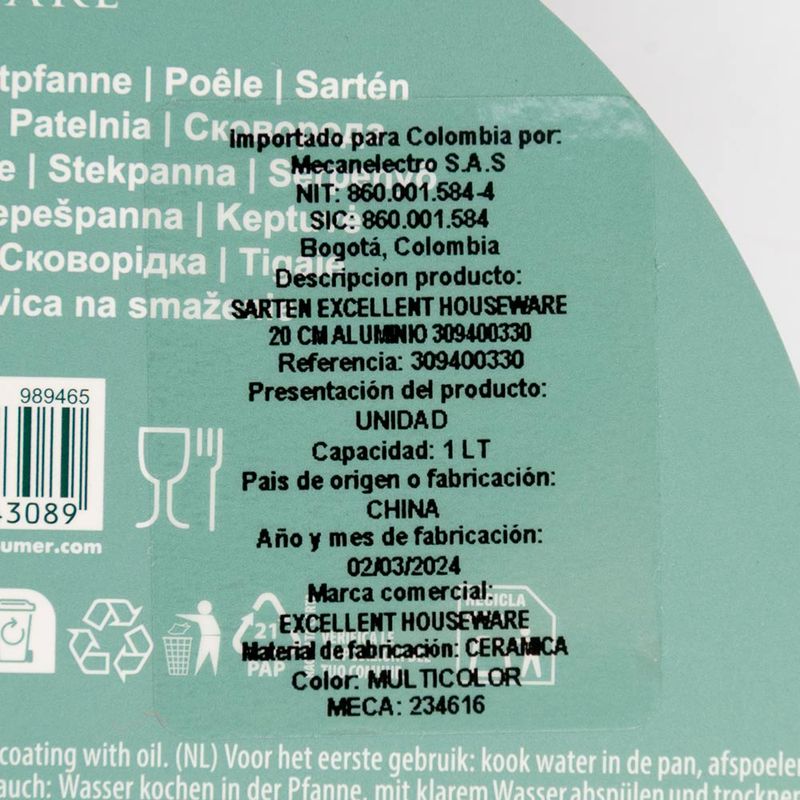 tpfanne | Poêle | Sartén
Patelnia | Сковорода
e | Stekpanna |
epešpanna | Keptuvė
Сковорідка | Tigaie
vica na smaženje
Importado para Colombia por:
Mecanelectro S.A.S
NIT: 860.001.584-4
SIC: 860.001.584
Bogotá, Colombia
Descripcion producto:
SARTEN EXCELLENT HOUSEWARE
20 CM ALUMINIO 309400330
Referencia: 309400330
Presentación del producto:
UNIDAD
Capacidad: 1 LT
Pais de origen o fabricación:
CHINA
Año y mes de fabricación:
02/03/2024
Marca comercial:
EXCELLENT HOUSEWARE
Material de fabricación: CERAMICA
Color: MULTICOLOR
MECA: 234616
989465
43089
umer.com
21
PAP
RECICLA
VERIFICA LE
coating with oil. (NL) Voor het eerste gebruik: kook water in de pan, afspoelen
auch: Wasser kochen in der Pfanne, mit klarem Wasser abspülen und trocknen